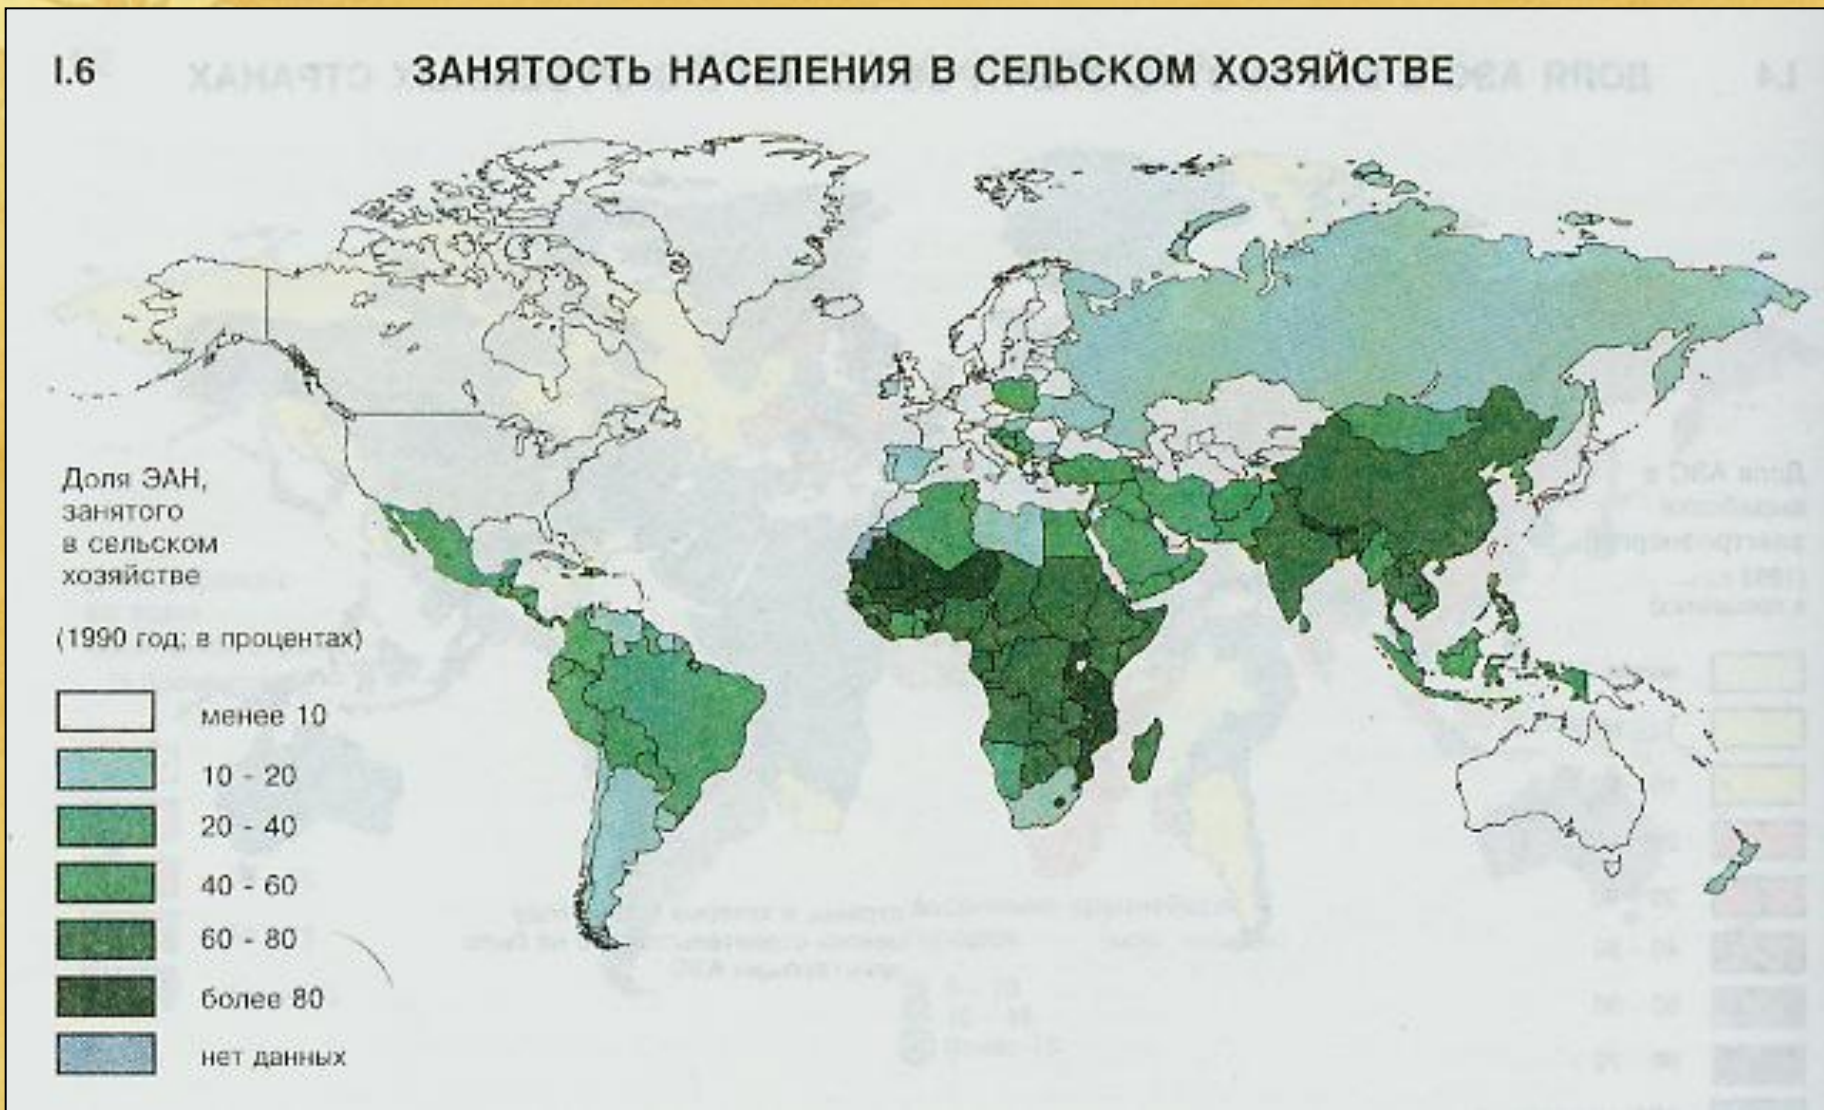 I.6 ЗАНЯТОСТЬ НАСЕЛЕНИЯ В СЕЛЬСКОМ ХОЗЯЙСТВЕ
Доля ЭАН,
занятого
в сельском
хозяйстве
(1990 год; в процентах)
менее 10
10 - 20
20 - 40
40 - 60
60 - 80
более 80
нет данных